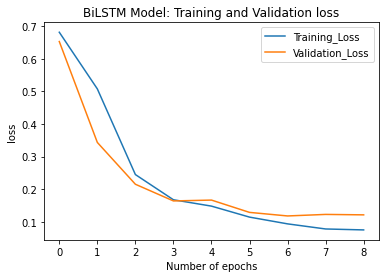 BiLSTM Model: Training and Validation loss
0.7
0.6
0.5
0.4
0.3
0.2
0.1
loss
Training_Loss
Validation_Loss
0 1 2 3 4 5 6 7 8
Number of epochs